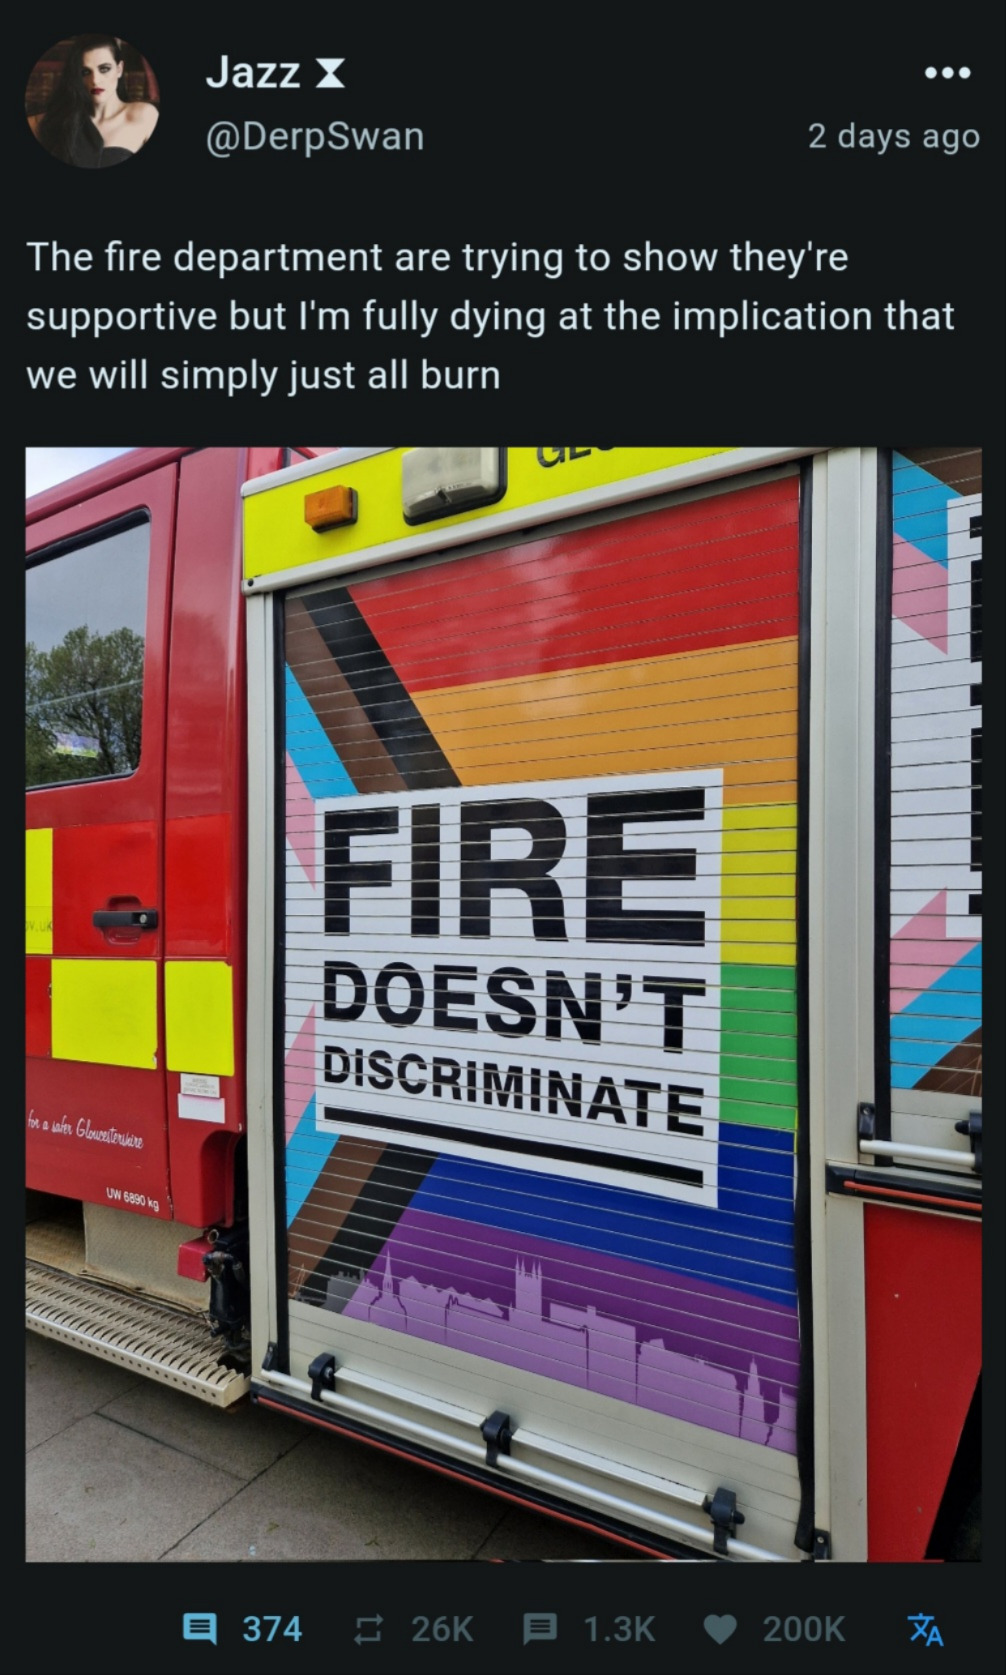 Jazz
@DerpSwan
2 days ago
The fire department are trying to show they're
supportive but I'm fully dying at the implication that
we will simply just all burn
FIRE
DOESN'T
DISCRIMINATE
for a safer Gloucestershire
UW 6890 kg
374
26K
1.3K
200K